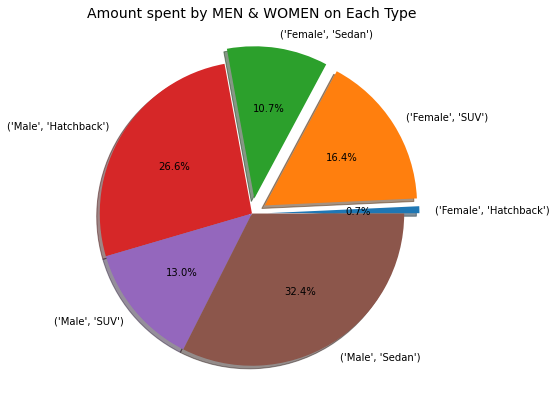 Amount spent by MEN & WOMEN on Each Type
('Female', 'Sedan')
10.7%
('Male', 'Hatchback')
26.6%
('Female', 'SUV')
16.4%
0.7%
('Female', 'Hatchback')
13.0%
('Male', 'SUV')
32.4%
('Male', 'Sedan')